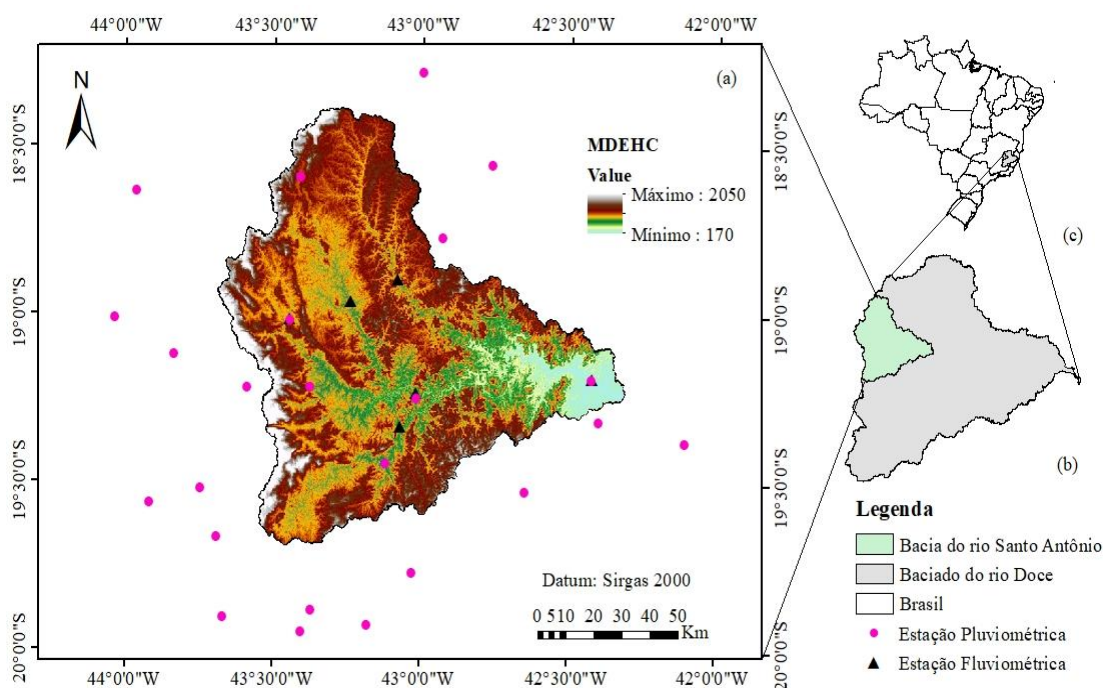 44°0'0"W 43°30'0"W 43°0'0"W 42°30'0"W 42°0'0"W
(a)
N
MDEHC
Value
Máximo : 2050
Mínimo : 170
18°30'0"S
19°0'0"S
19°30'0"S
20°0'0"S
18°30'0"S
19°0'0"S
19°30'0"S
20°0'0"S
Datum: Sirgas 2000
0 5 10 20 30 40 50
Km
44°0'0"W 43°30'0"W 43°0'0"W 42°30'0"W 42°0'0"W
(c)
(b)
Legenda
Bacia do rio Santo Antônio
Baciado do rio Doce
Brasil
Estação Pluviométrica
Estação Fluviométrica